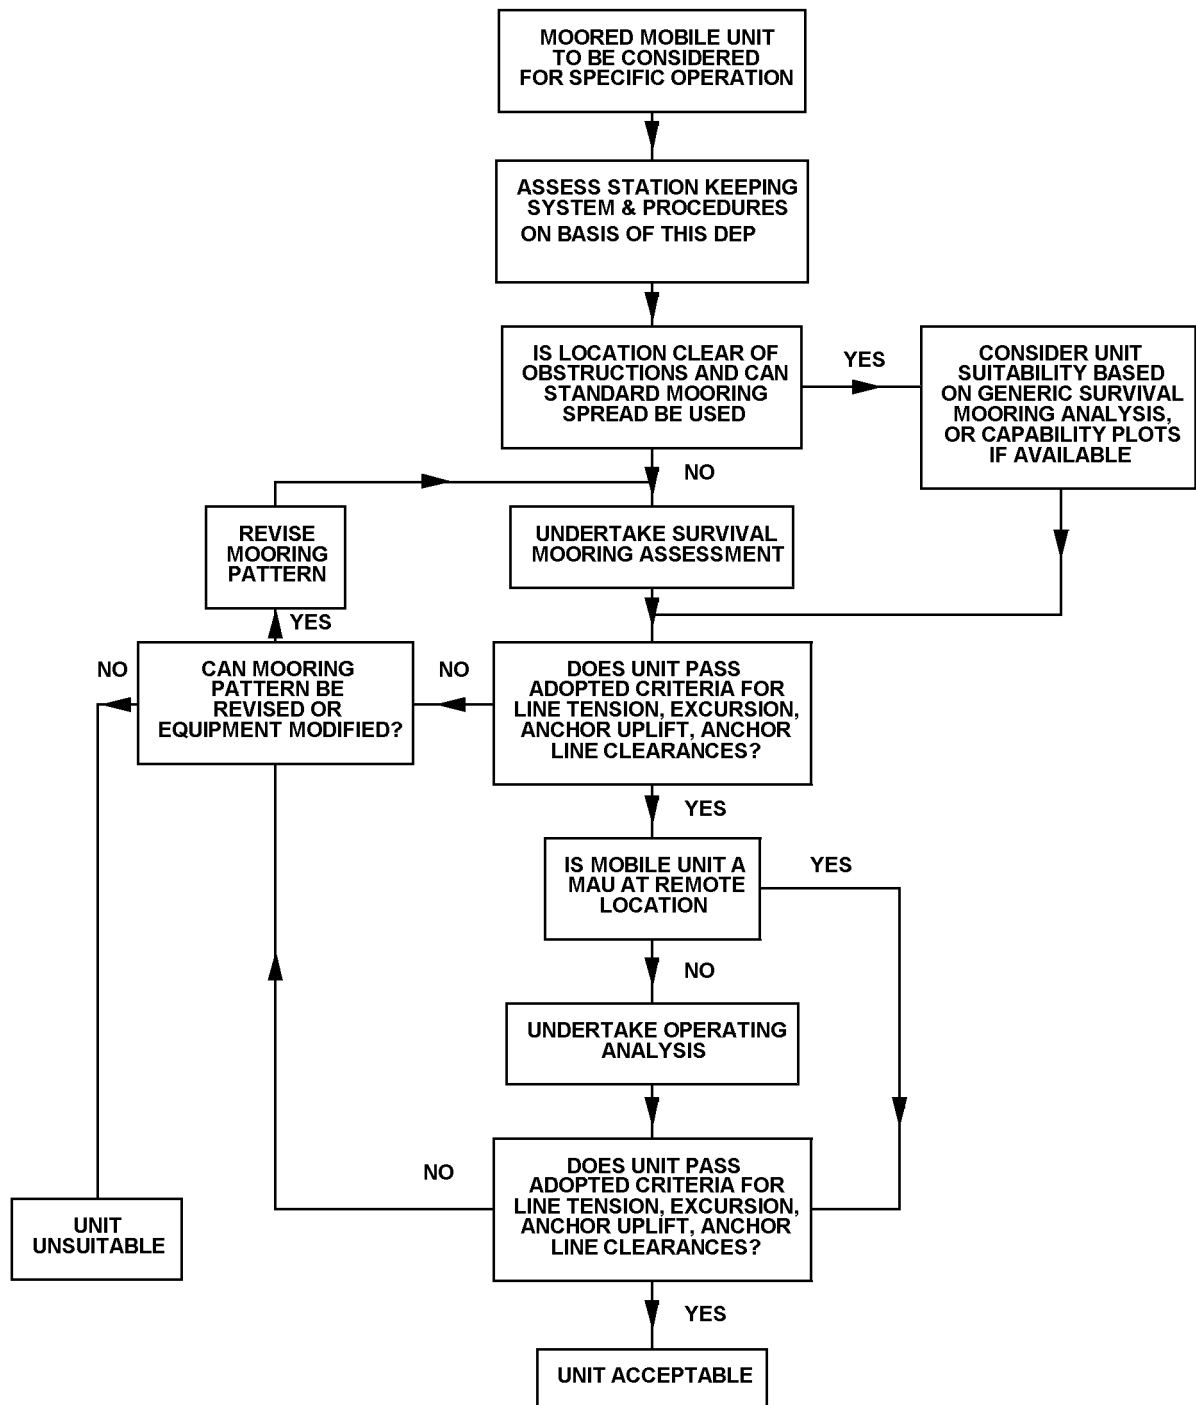 MOORED MOBILE UNIT
TO BE CONSIDERED
FOR SPECIFIC OPERATION
ASSESS STATION KEEPING
SYSTEM & PROCEDURES
ON BASIS OF THIS DEP
IS LOCATION CLEAR OF
OBSTRUCTIONS AND CAN
STANDARD MOORING
SPREAD BE USED
YES
CONSIDER UNIT
SUITABILITY BASED
ON GENERIC SURVIVAL
MOORING ANALYSIS,
OR CAPABILITY PLOTS
IF AVAILABLE
NO
REVISE
MOORING
PATTERN
UNDERTAKE SURVIVAL
MOORING ASSESSMENT
YES
NO
CAN MOORING
PATTERN BE
REVISED OR
EQUIPMENT MODIFIED?
NO
DOES UNIT PASS
ADOPTED CRITERIA FOR
LINE TENSION, EXCURSION,
ANCHOR UPLIFT, ANCHOR
LINE CLEARANCES?
YES
IS MOBILE UNIT A
MAU AT REMOTE
LOCATION
YES
NO
UNDERTAKE OPERATING
ANALYSIS
NO
DOES UNIT PASS
ADOPTED CRITERIA FOR
LINE TENSION, EXCURSION,
ANCHOR UPLIFT, ANCHOR
LINE CLEARANCES?
UNIT
UNSUITABLE
YES
UNIT ACCEPTABLE